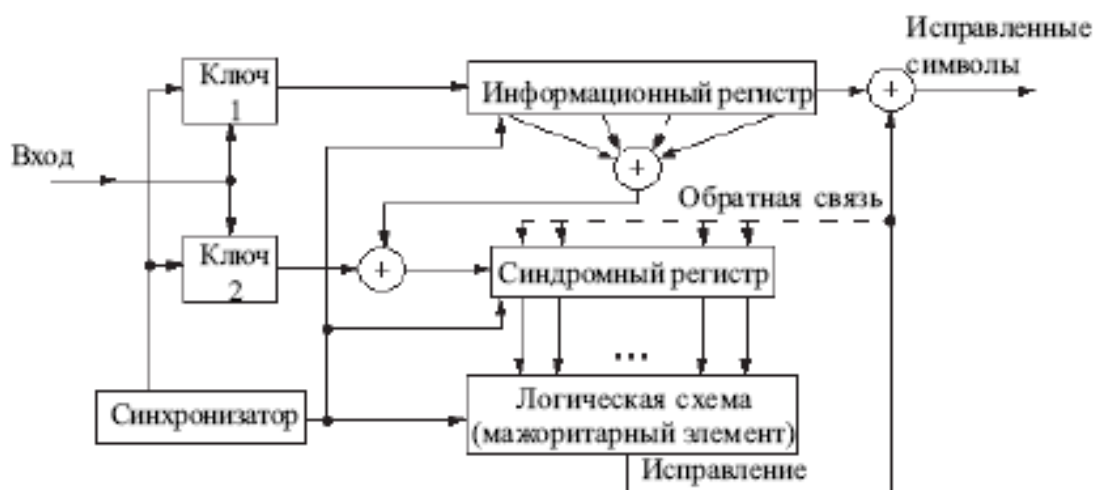 Исправленные
символы
Ключ
1
Информационный регистр
+
Вход
+
Обратная связь
Ключ
2
+
Синдромный регистр
...
Синхронизатор
Логическая схема
(мажоритарный элемент)
Исправление